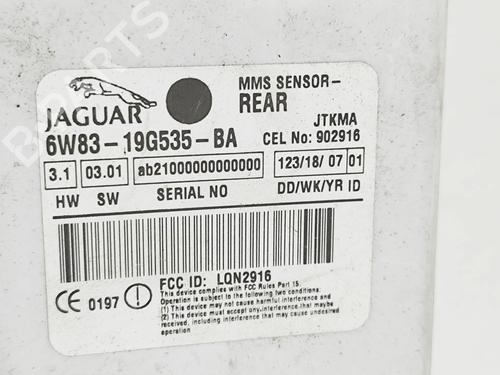 B-PARTS
MMS SENSOR-
REAR
JAGUAR
JTKMA
6W83-19G535-BA
CEL No: 902916
3.1 03.01 ab21000000000000 123/18/ 07 01
HW SW SERIAL NO DD/WK/YR ID
FCC ID: LQN2916
This device complies with FCC Rules Part 15.
Operation is subject to the following two conditions:
(1) This device may not cause harmful interference and
(2) This device must accept any interference
received, including interference that may cause
undesired operation.
CE 0197 !